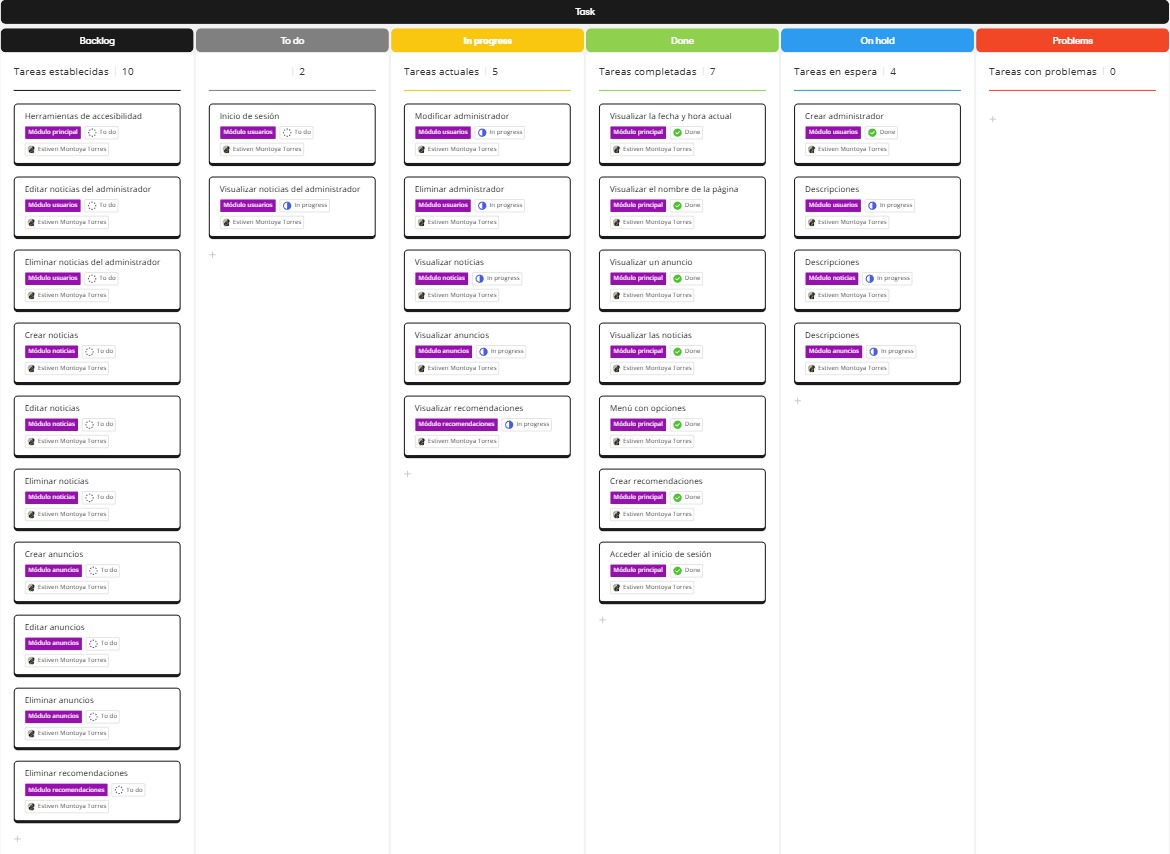 Task
Backlog
Tareas establecidas 10
Herramientas de accesibilidad
Módulo principal To do
Estiven Montoya Torres
Editar noticias del administrador
Módulo usuarios To do
Estiven Montoya Torres
Eliminar noticias del administrador
Módulo usuarios To do
Estiven Montoya Torres
Crear noticias
Módulo noticias To do
Estiven Montoya Torres
Editar noticias
Módulo noticias To do
Estiven Montoya Torres
Eliminar noticias
Módulo noticias To do
Estiven Montoya Torres
Crear anuncios
Módulo anuncios To do
Estiven Montoya Torres
Editar anuncios
Módulo anuncios To do
Estiven Montoya Torres
Eliminar anuncios
Módulo anuncios To do
Estiven Montoya Torres
Eliminar recomendaciones
Módulo recomendaciones To do
Estiven Montoya Torres
+
To do
2
Inicio de sesión
Módulo usuarios To do
Estiven Montoya Torres
Visualizar noticias del administrador
Módulo usuarios In progress
Estiven Montoya Torres
+
In progress
Tareas actuales 5
Modificar administrador
Módulo usuarios In progress
Estiven Montoya Torres
Eliminar administrador
Módulo usuarios In progress
Estiven Montoya Torres
Visualizar noticias
Módulo noticias In progress
Estiven Montoya Torres
Visualizar anuncios
Módulo anuncios In progress
Estiven Montoya Torres
Visualizar recomendaciones
Módulo recomendaciones In progress
Estiven Montoya Torres
+
Done
Tareas completadas 7
Visualizar la fecha y hora actual
Módulo principal Done
Estiven Montoya Torres
Visualizar el nombre de la página
Módulo principal Done
Estiven Montoya Torres
Visualizar un anuncio
Módulo principal Done
Estiven Montoya Torres
Visualizar las noticias
Módulo principal Done
Estiven Montoya Torres
Menú con opciones
Módulo principal Done
Estiven Montoya Torres
Crear recomendaciones
Módulo principal Done
Estiven Montoya Torres
Acceder al inicio de sesión
Módulo principal Done
Estiven Montoya Torres
+
On hold
Tareas en espera 4
Crear administrador
Módulo usuarios Done
Estiven Montoya Torres
Descripciones
Módulo usuarios In progress
Estiven Montoya Torres
Descripciones
Módulo noticias In progress
Estiven Montoya Torres
Descripciones
Módulo anuncios In progress
Estiven Montoya Torres
+
Problems
Tareas con problemas 0
+